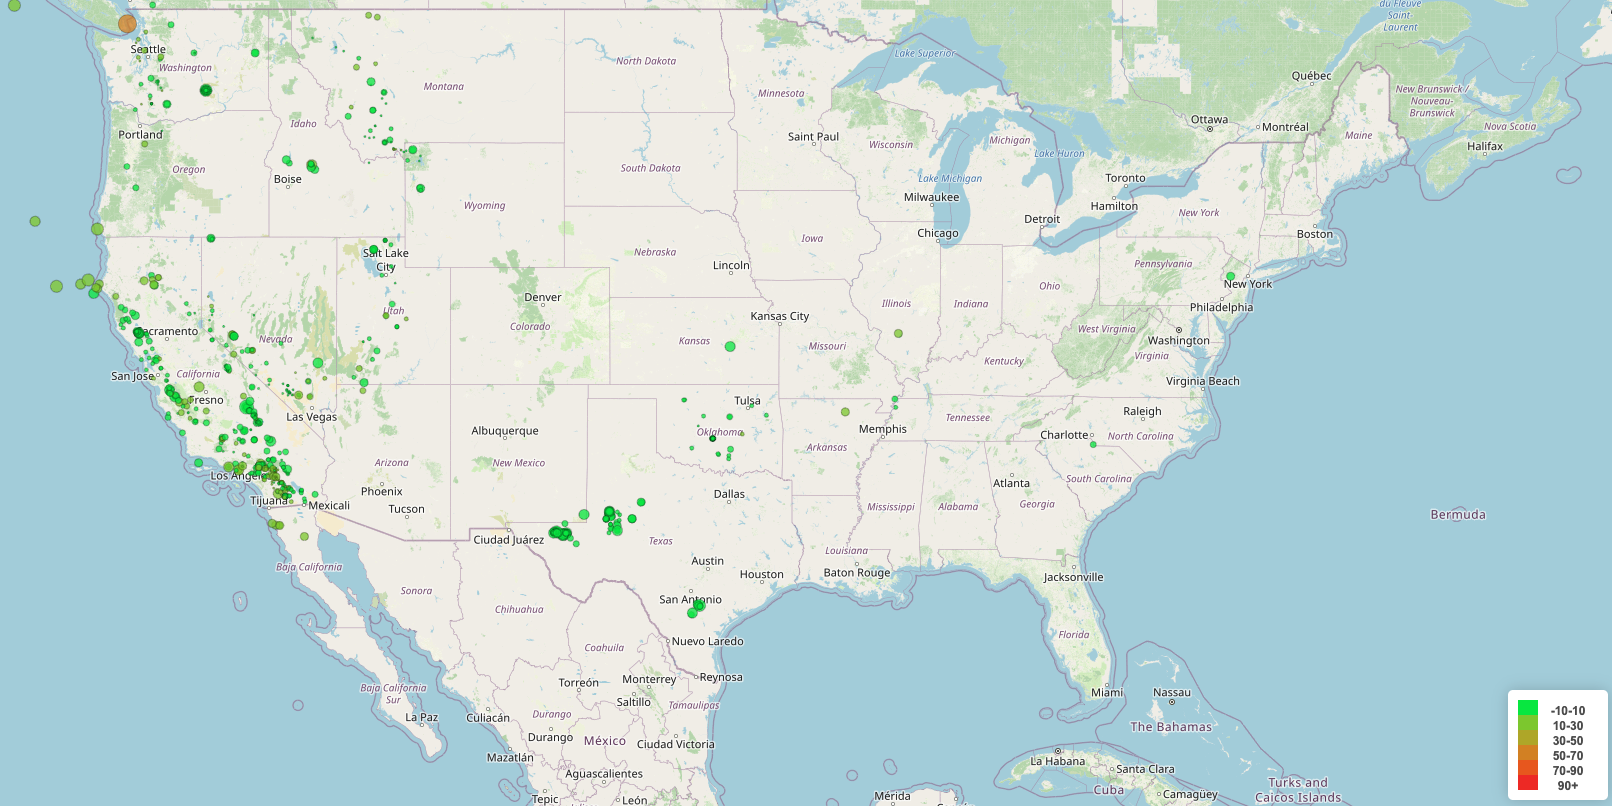 du Fleuve
Saint-
Laurent
Seattle
Washington
Montana
North Dakota
Minnesota
Lake Superior
Québec
New Brunswick /
Nouveau-
Brunswick
Nova Scotia
Ottawa
Montréal
Maine
Halifax
Portland
Idaho
Saint Paul
Wisconsin
Michigan
Lake Huron
Oregon
Boise
South Dakota
Lake Michigan
Toronto
Wyoming
Milwaukee
Hamilton
New York
Detroit
Chicago
Boston
Salt Lake
City
Nebraska
Iowa
Lincoln
Pennsylvania
Denver
Illinois
Indiana
Ohio
New York
Utah
Philadelphia
Sacramento
Nevada
Colorado
Kansas City
West Virginia
Kansas
Missouri
Washington
Virginia
Kentucky
San Jose
California
Virginia Beach
Fresno
Tulsa
Las Vegas
Raleigh
Albuquerque
Oklahoma
Memphis
Tennessee
Charlotte
North Carolina
Arkansas
Los Angeles
Arizona
New Mexico
Phoenix
Dallas
Atlanta
South Carolina
Tijuana
Mexicali
Tucson
Mississippi
Alabama
Georgia
Bermuda
Ciudad Juárez
Texas
Louisiana
Baja California
Austin
Houston
Baton Rouge
Jacksonville
Sonora
Chihuahua
San Antonio
Florida
Nuevo Laredo
Coahuila
Torreón
Monterrey
Reynosa
Baja California
Sur
Saltillo
Tamaulipas
Miami
Nassau
La Paz
Culiacán
Durango
The Bahamas
Durango
México
Ciudad Victoria
Mazatlán
La Habana
Santa Clara
Aguascalientes
Turks and
Caicos Islands
Cuba
Camagüey
Tepic
León
Mérida
-10-10
10-30
30-50
50-70
70-90
90+